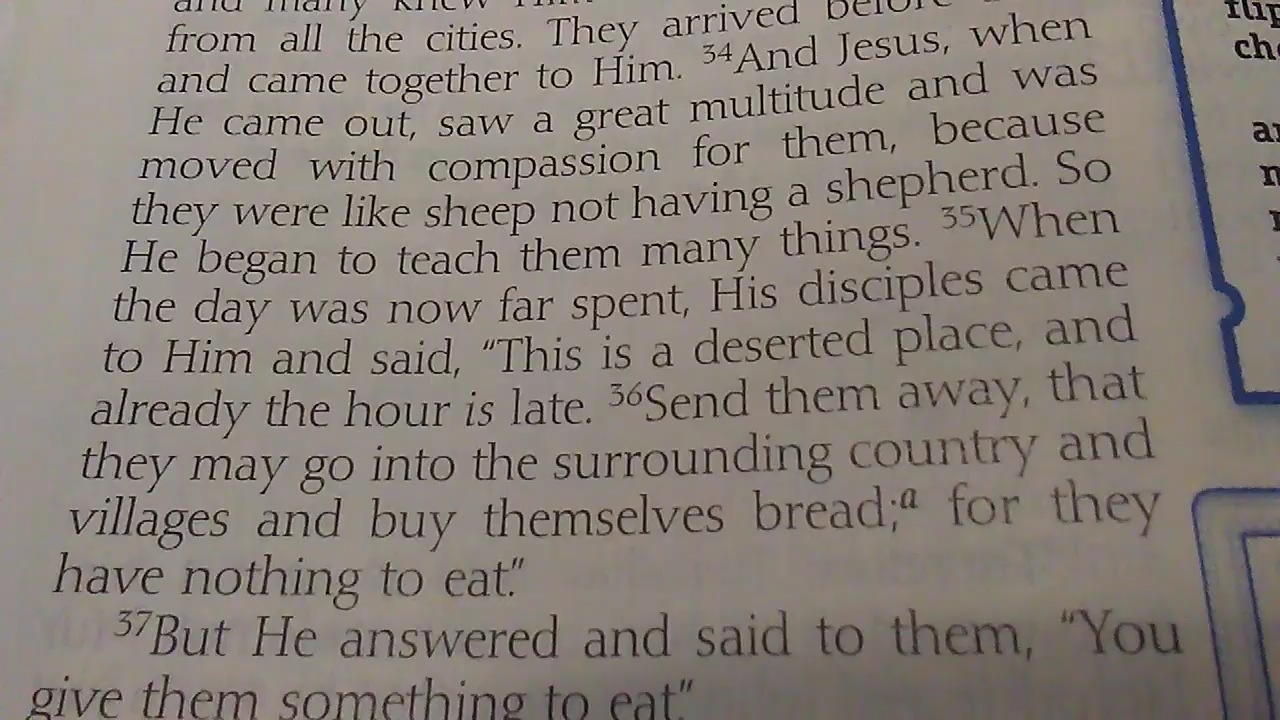 and many knew Him
from all the cities. They arrived before
and came together to Him. 34And Jesus, when
He came out, saw a great multitude and was
moved with compassion for them, because
they were like sheep not having a shepherd. So
He began to teach them many things. 35When
the day was now far spent, His disciples came
to Him and said, "This is a deserted place, and
already the hour is late. 36Send them away, that
they may go into the surrounding country and
villages and buy themselves bread;a for they
have nothing to eat."
37But He answered and said to them, "You
give them something to eat."